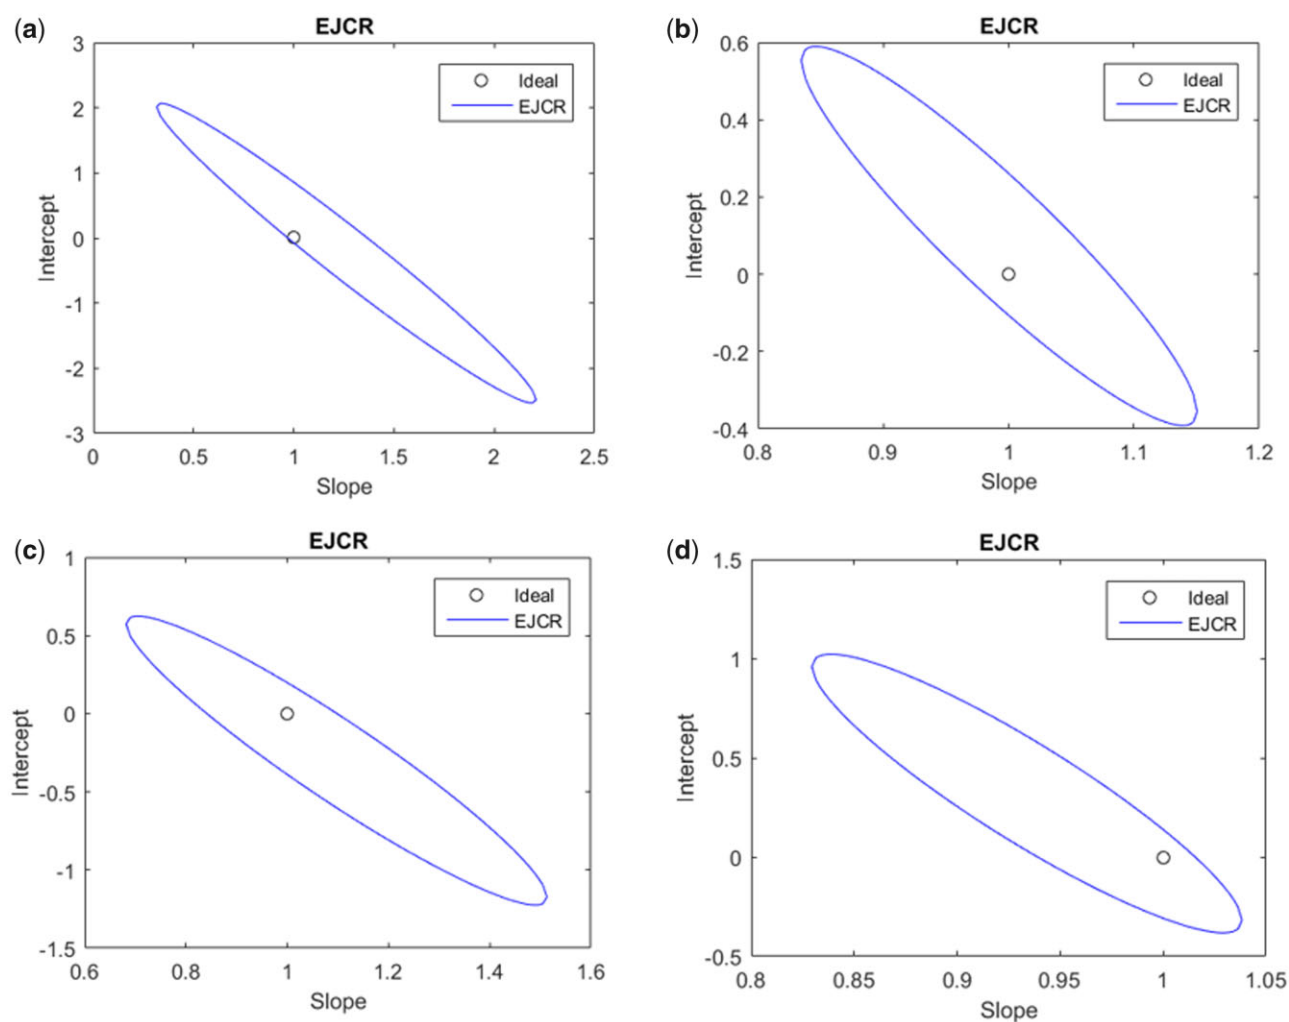 (a)
EJCR
Ideal
EJCR
3
2
1
0
-1
-2
-3
Intercept
0 0.5 1 1.5 2 2.5
Slope
(b)
EJCR
Ideal
EJCR
0.6
0.4
0.2
0
-0.2
-0.4
Intercept
0.8 0.9 1 1.1 1.2
Slope
(c)
EJCR
Ideal
EJCR
1
0.5
0
-0.5
-1
-1.5
Intercept
0.6 0.8 1 1.2 1.4 1.6
Slope
(d)
EJCR
Ideal
EJCR
1.5
1
0.5
0
-0.5
Intercept
0.8 0.85 0.9 0.95 1 1.05
Slope